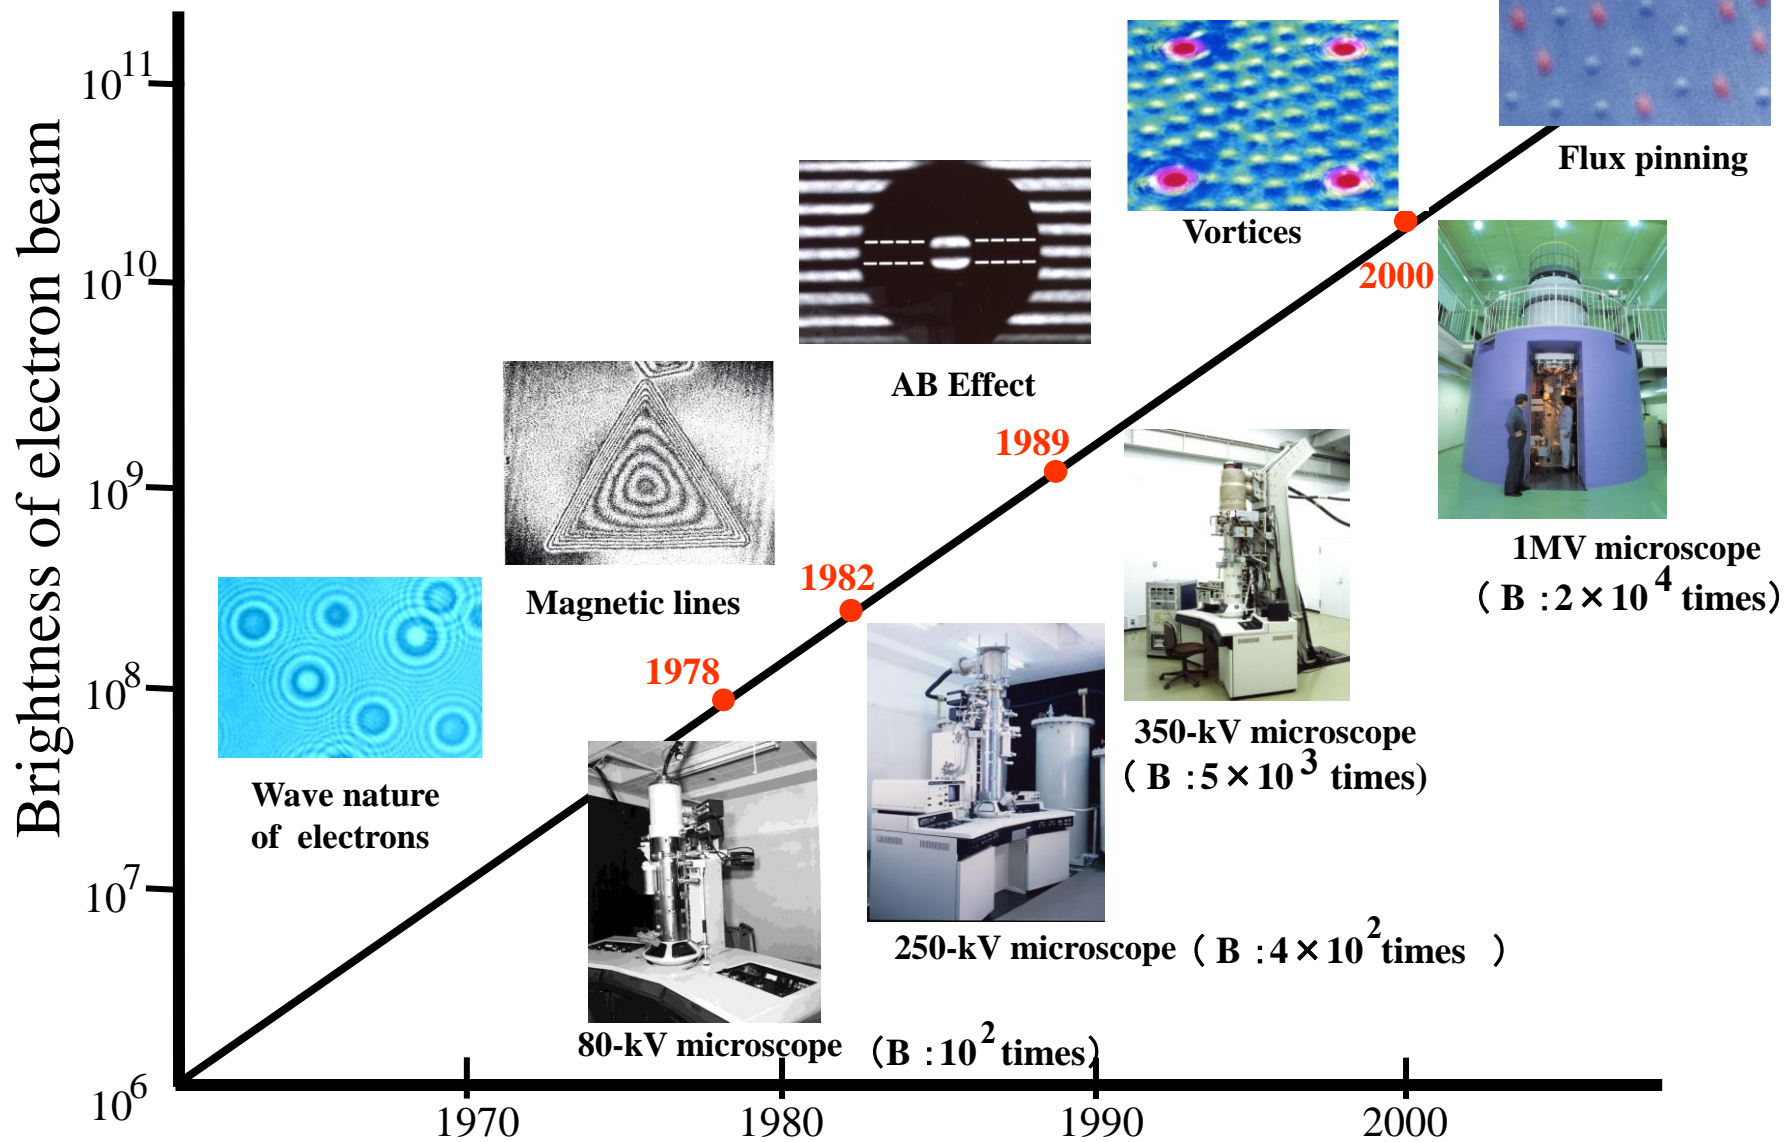 Brightness of electron beam
10^11
10^10
10^9
10^8
10^7
10^6
1970
1980
1990
2000
Wave nature
of electrons
Magnetic lines
AB Effect
Vortices
Flux pinning
1978
1982
1989
2000
80-kV microscope （B：10^2 times）
250-kV microscope（ B：4×10^2 times ）
350-kV microscope
（ B：5×10^3 times）
1MV microscope
（ B：2×10^4 times）